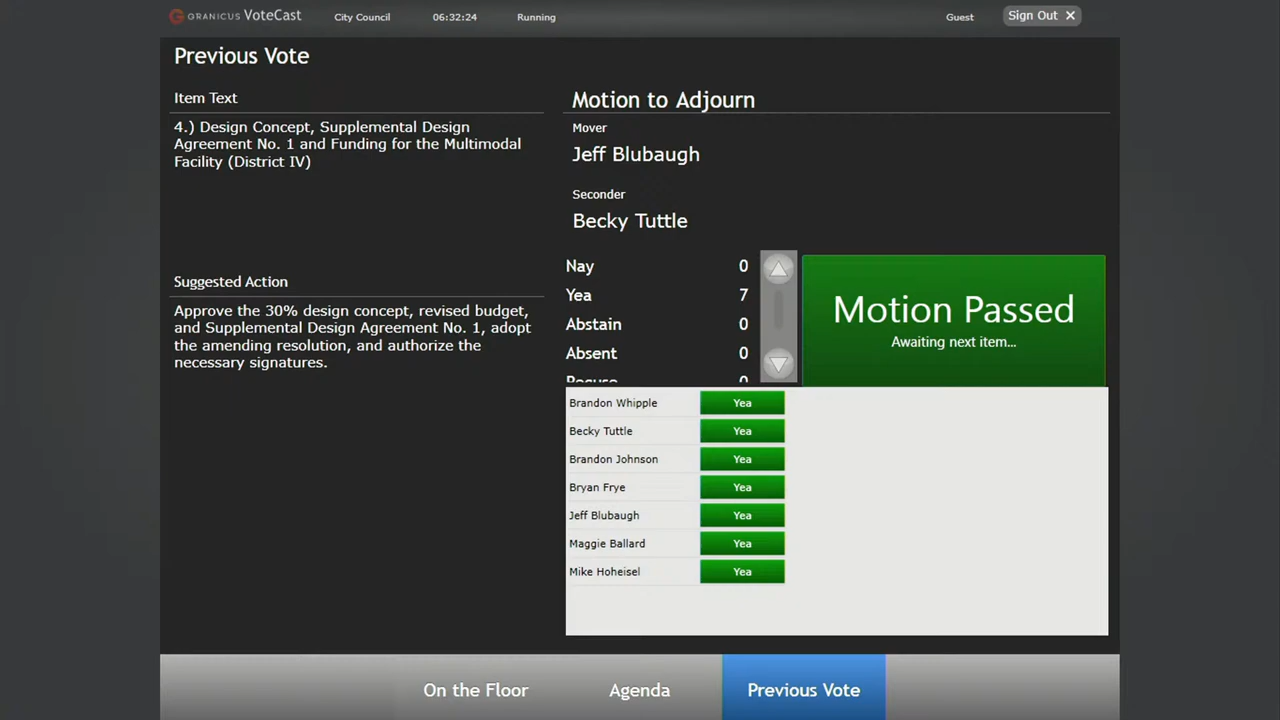 GRANICUS VoteCast
City Council
06:32:24
Running
Guest
Sign Out ✕
Previous Vote
Item Text
4.) Design Concept, Supplemental Design
Agreement No. 1 and Funding for the Multimodal
Facility (District IV)
Suggested Action
Approve the 30% design concept, revised budget,
and Supplemental Design Agreement No. 1, adopt
the amending resolution, and authorize the
necessary signatures.
Motion to Adjourn
Mover
Jeff Blubaugh
Seconder
Becky Tuttle
Nay 0
Yea 7
Abstain 0
Absent 0
Recuse 0
Motion Passed
Awaiting next item...
Brandon Whipple Yea
Becky Tuttle Yea
Brandon Johnson Yea
Bryan Frye Yea
Jeff Blubaugh Yea
Maggie Ballard Yea
Mike Hoheisel Yea
On the Floor
Agenda
Previous Vote